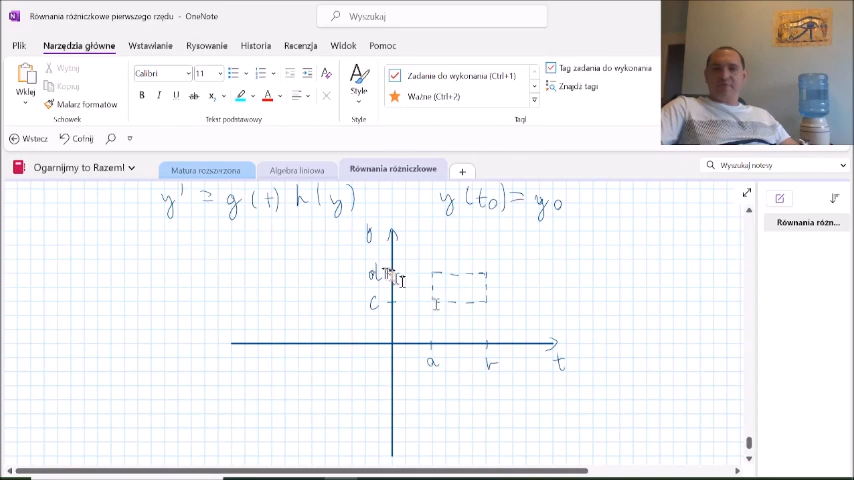 Równania różniczkowe pierwszego rzędu - OneNote
Wyszukaj
Plik Narzędzia główne Wstawianie Rysowanie Historia Recenzja Widok Pomoc
Wklej
Wytnij
Kopiuj
Malarz formatów
Schowek
Calibri 11
B I U ab x₂ A
Tekst podstawowy
Style
Style
Zadanie do wykonania (Ctrl+1)
Ważne (Ctrl+2)
Tag zadania do wykonania
Znajdź tagi
Tagi
Wstecz Cofnij
Ogarnijmy to Razem! Matura rozszerzona Algebra liniowa Równania różniczkowe +
Wyszukaj notesy
Równania różn...
y' = g(t) h(y) y(t₀) = y₀
d
c
a b t